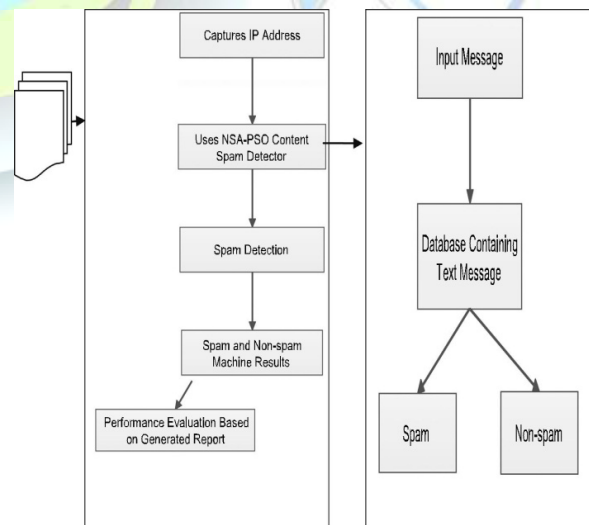 Captures IP Address
Uses NSA-PSO Content
Spam Detector
Spam Detection
Spam and Non-spam
Machine Results
Performance Evaluation Based
on Generated Report
Input Message
Database Containing
Text Message
Spam
Non-spam